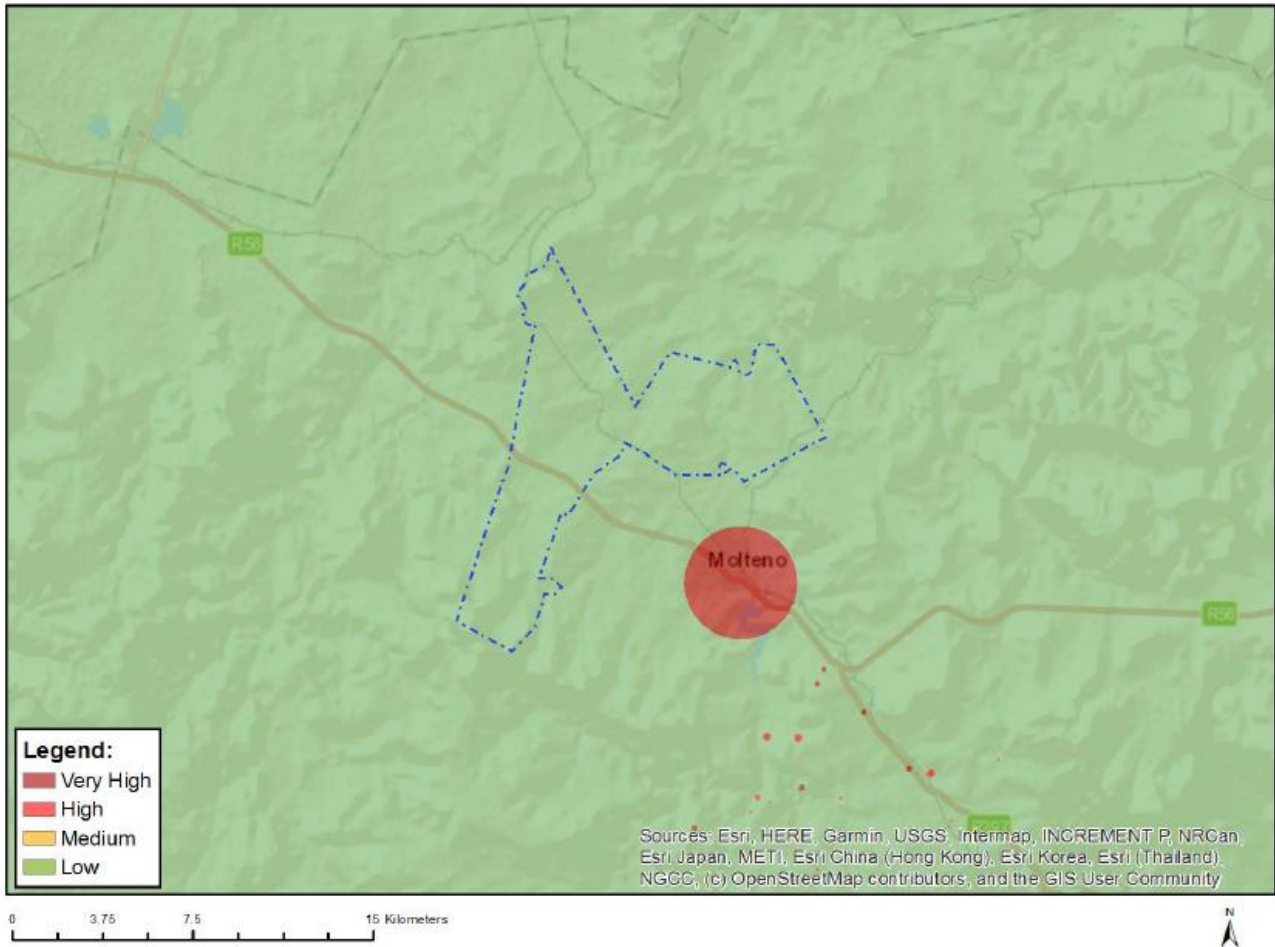 R56
Molteno
R56
Legend:
Very High
High
Medium
Low
Sources: Esri, HERE, Garmin, USGS, Intermap, INCREMENT P, NRCan,
Esri Japan, METI, Esri China (Hong Kong), Esri Korea, Esri (Thailand),
NGCC, (c) OpenStreetMap contributors, and the GIS User Community
0 3.75 7.5 15 Kilometers
N